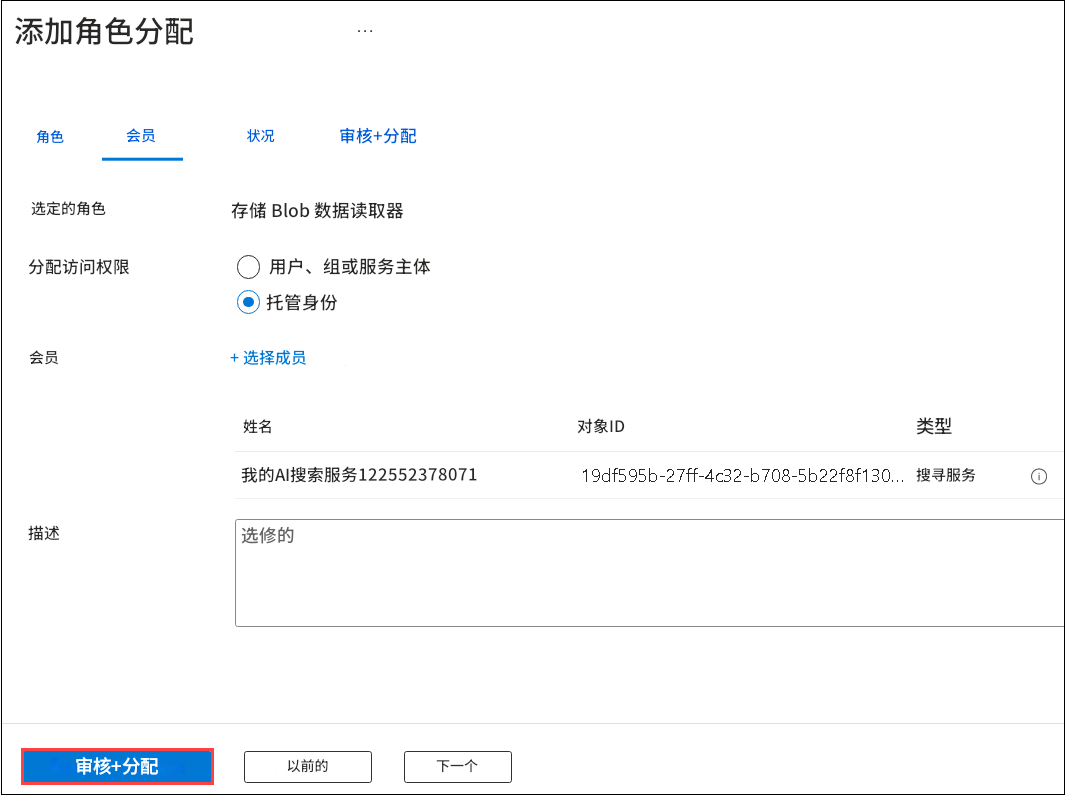 添加角色分配 ...
角色 会员 状况 审核+分配
选定的角色 存储 Blob 数据读取器
分配访问权限 用户、组或服务主体
托管身份
会员 + 选择成员
姓名 对象ID 类型
我的AI搜索服务122552378071 19df595b-27ff-4c32-b708-5b22f8f130... 搜寻服务
描述 选修的
审核+分配 以前的 下一个